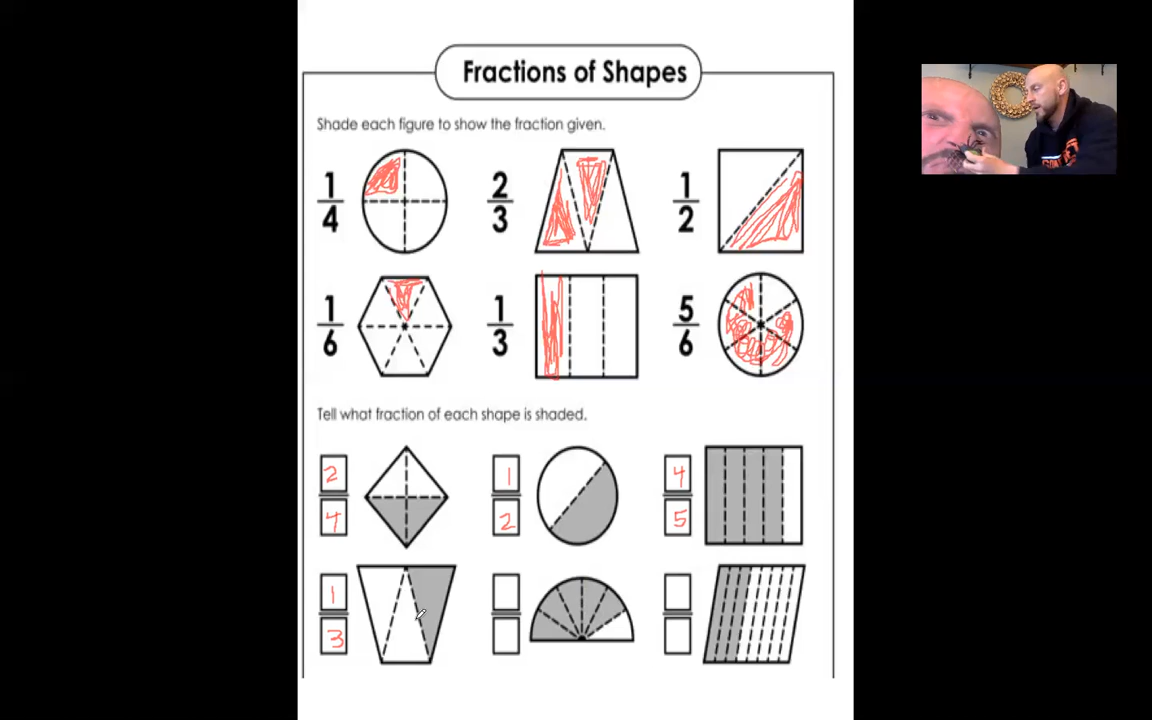 Fractions of Shapes
Shade each figure to show the fraction given.
1 2 1
4 3 2
1 1 5
6 3 6
Tell what fraction of each shape is shaded.
2 1 4
4 2 5
1
3